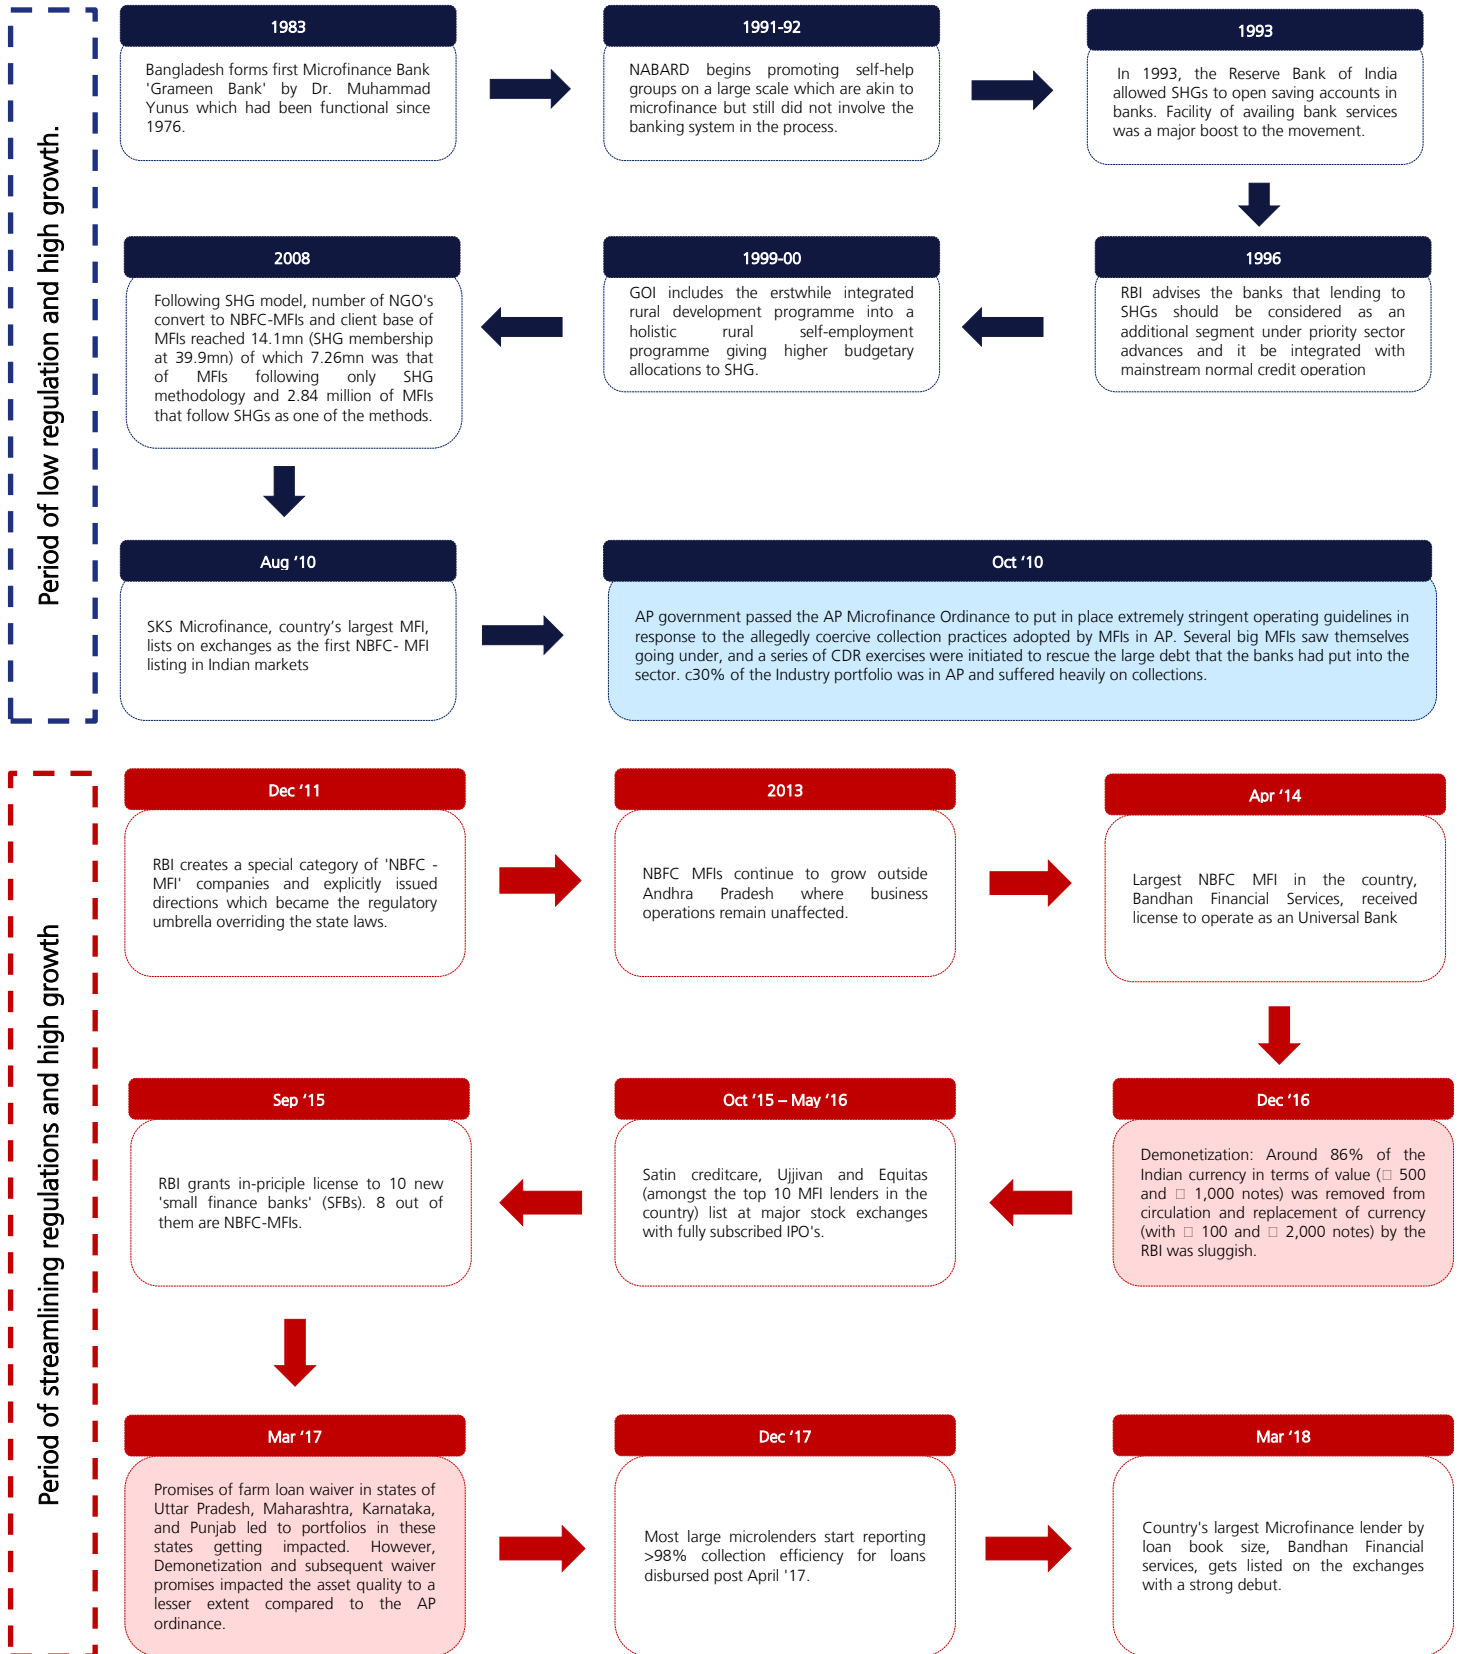 Period of low regulation and high growth.
1983
Bangladesh forms first Microfinance Bank
'Grameen Bank' by Dr. Muhammad
Yunus which had been functional since
1976.
1991-92
NABARD begins promoting self-help
groups on a large scale which are akin to
microfinance but still did not involve the
banking system in the process.
1993
In 1993, the Reserve Bank of India
allowed SHGs to open saving accounts in
banks. Facility of availing bank services
was a major boost to the movement.
1996
RBI advises the banks that lending to
SHGs should be considered as an
additional segment under priority sector
advances and it be integrated with
mainstream normal credit operation
1999-00
GOI includes the erstwhile integrated
rural development programme into a
holistic rural self-employment
programme giving higher budgetary
allocations to SHG.
2008
Following SHG model, number of NGO's
convert to NBFC-MFIs and client base of
MFIs reached 14.1mn (SHG membership
at 39.9mn) of which 7.26mn was that
of MFIs following only SHG
methodology and 2.84 million of MFIs
that follow SHGs as one of the methods.
Aug ‘10
SKS Microfinance, country’s largest MFI,
lists on exchanges as the first NBFC- MFI
listing in Indian markets
Oct ‘10
AP government passed the AP Microfinance Ordinance to put in place extremely stringent operating guidelines in
response to the allegedly coercive collection practices adopted by MFIs in AP. Several big MFIs saw themselves
going under, and a series of CDR exercises were initiated to rescue the large debt that the banks had put into the
sector. c30% of the Industry portfolio was in AP and suffered heavily on collections.
Period of streamlining regulations and high growth
Dec ‘11
RBI creates a special category of 'NBFC -
MFI' companies and explicitly issued
directions which became the regulatory
umbrella overriding the state laws.
2013
NBFC MFIs continue to grow outside
Andhra Pradesh where business
operations remain unaffected.
Apr ‘14
Largest NBFC MFI in the country,
Bandhan Financial Services, received
license to operate as an Universal Bank
Dec ‘16
Demonetization: Around 86% of the
Indian currency in terms of value (□ 500
and □ 1,000 notes) was removed from
circulation and replacement of currency
(with □ 100 and □ 2,000 notes) by the
RBI was sluggish.
Oct ‘15 – May ‘16
Satin creditcare, Ujjivan and Equitas
(amongst the top 10 MFI lenders in the
country) list at major stock exchanges
with fully subscribed IPO's.
Sep ‘15
RBI grants in-priciple license to 10 new
'small finance banks' (SFBs). 8 out of
them are NBFC-MFIs.
Mar ‘17
Promises of farm loan waiver in states of
Uttar Pradesh, Maharashtra, Karnataka,
and Punjab led to portfolios in these
states getting impacted. However,
Demonetization and subsequent waiver
promises impacted the asset quality to a
lesser extent compared to the AP
ordinance.
Dec ‘17
Most large microlenders start reporting
>98% collection efficiency for loans
disbursed post April '17.
Mar ‘18
Country's largest Microfinance lender by
loan book size, Bandhan Financial
services, gets listed on the exchanges
with a strong debut.